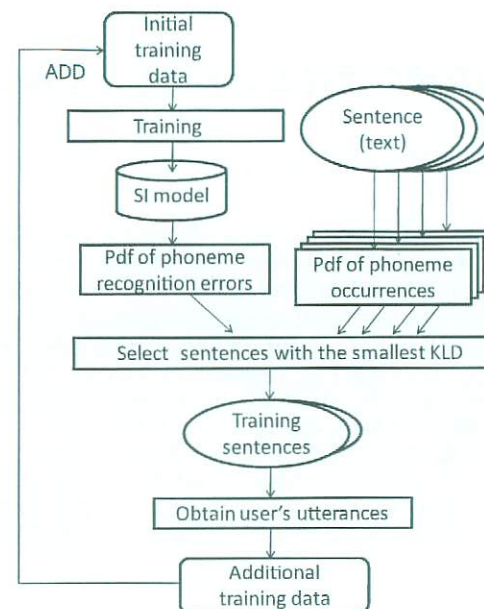 Initial
training
data
ADD
Training
Sentence
(text)
SI model
Pdf of phoneme
recognition errors
Pdf of phoneme
occurrences
Select sentences with the smallest KLD
Training
sentences
Obtain user's utterances
Additional
training data